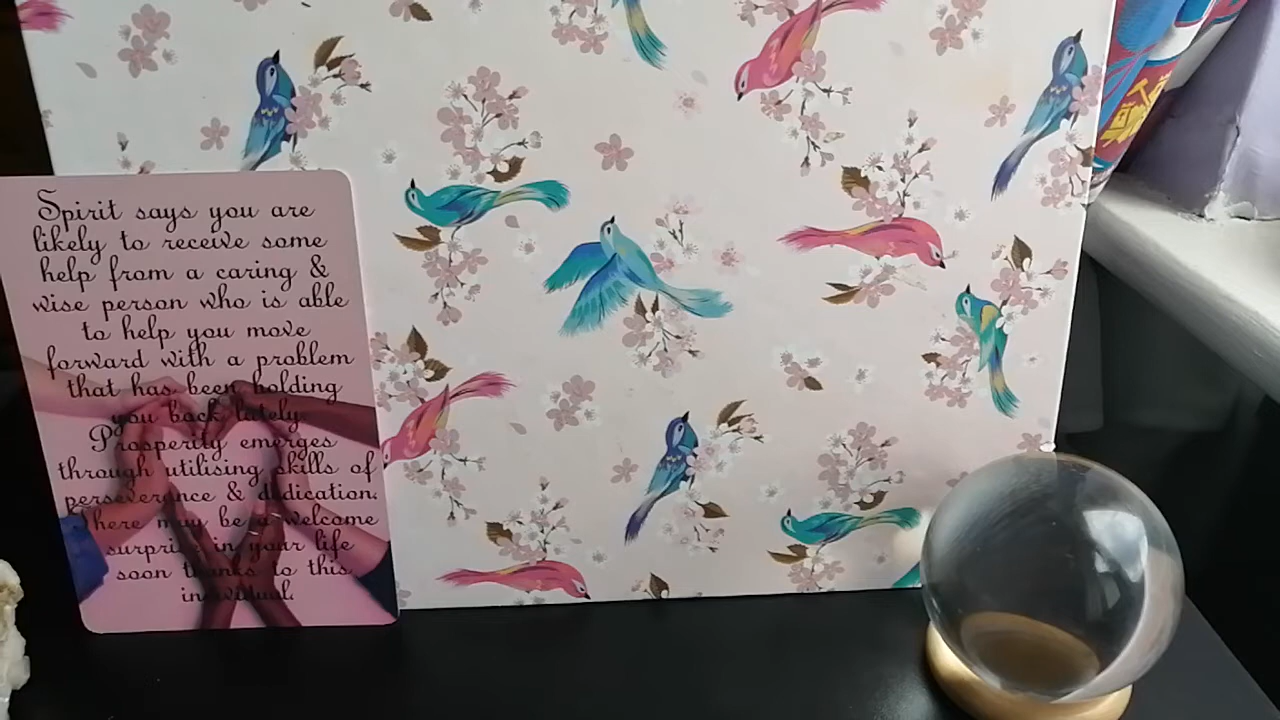 Spirit says you are
likely to receive some
help from a caring &
wise person who is able
to help you move
forward with a problem
that has been holding
you back lately.
Prosperity emerges
through utilising skills of
perseverance & dedication.
There may be a welcome
surprise in your life
soon thanks to this
individual.